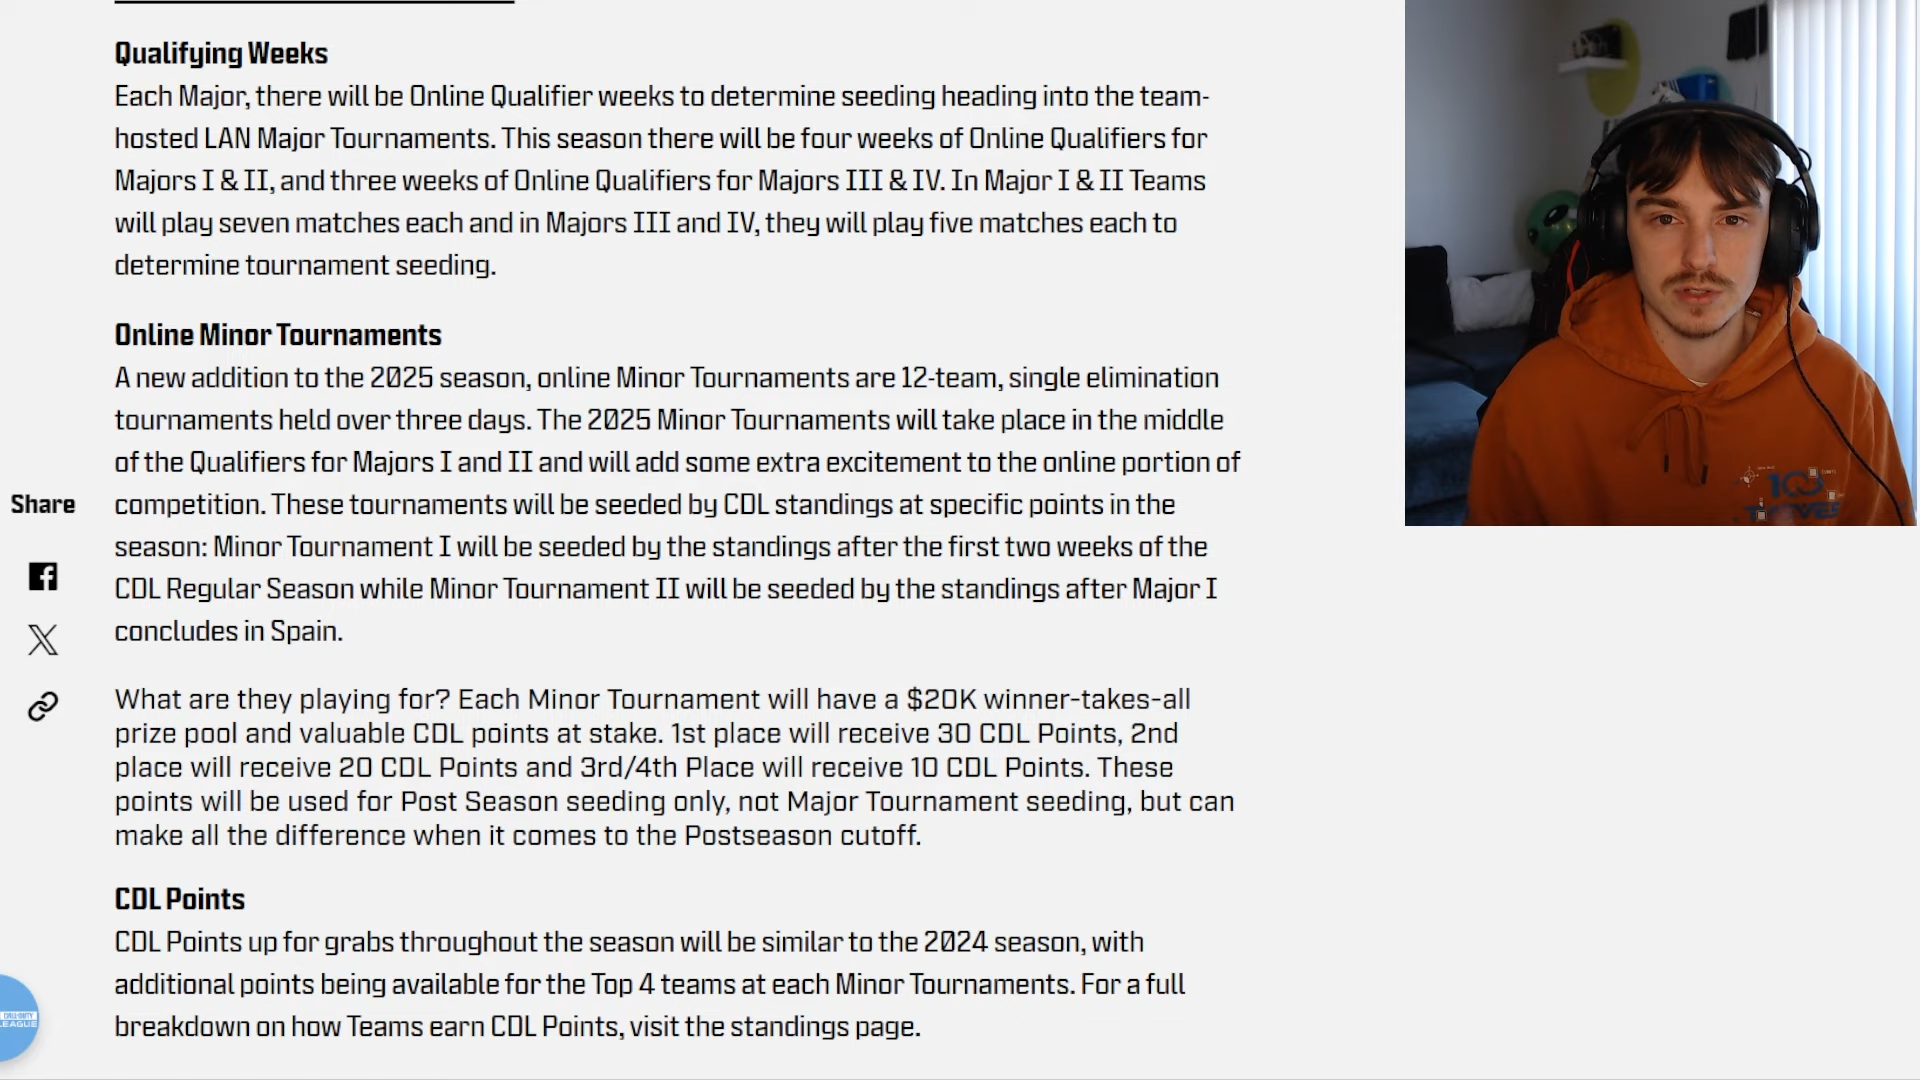 Qualifying Weeks
Each Major, there will be Online Qualifier weeks to determine seeding heading into the team-
hosted LAN Major Tournaments. This season there will be four weeks of Online Qualifiers for
Majors I & II, and three weeks of Online Qualifiers for Majors III & IV. In Major I & II Teams
will play seven matches each and in Majors III and IV, they will play five matches each to
determine tournament seeding.
Online Minor Tournaments
A new addition to the 2025 season, online Minor Tournaments are 12-team, single elimination
tournaments held over three days. The 2025 Minor Tournaments will take place in the middle
of the Qualifiers for Majors I and II and will add some extra excitement to the online portion of
competition. These tournaments will be seeded by CDL standings at specific points in the
season: Minor Tournament I will be seeded by the standings after the first two weeks of the
CDL Regular Season while Minor Tournament II will be seeded by the standings after Major I
concludes in Spain.
Share
What are they playing for? Each Minor Tournament will have a $20K winner-takes-all
prize pool and valuable CDL points at stake. 1st place will receive 30 CDL Points, 2nd
place will receive 20 CDL Points and 3rd/4th Place will receive 10 CDL Points. These
points will be used for Post Season seeding only, not Major Tournament seeding, but can
make all the difference when it comes to the Postseason cutoff.
CDL Points
CDL Points up for grabs throughout the season will be similar to the 2024 season, with
additional points being available for the Top 4 teams at each Minor Tournaments. For a full
breakdown on how Teams earn CDL Points, visit the standings page.